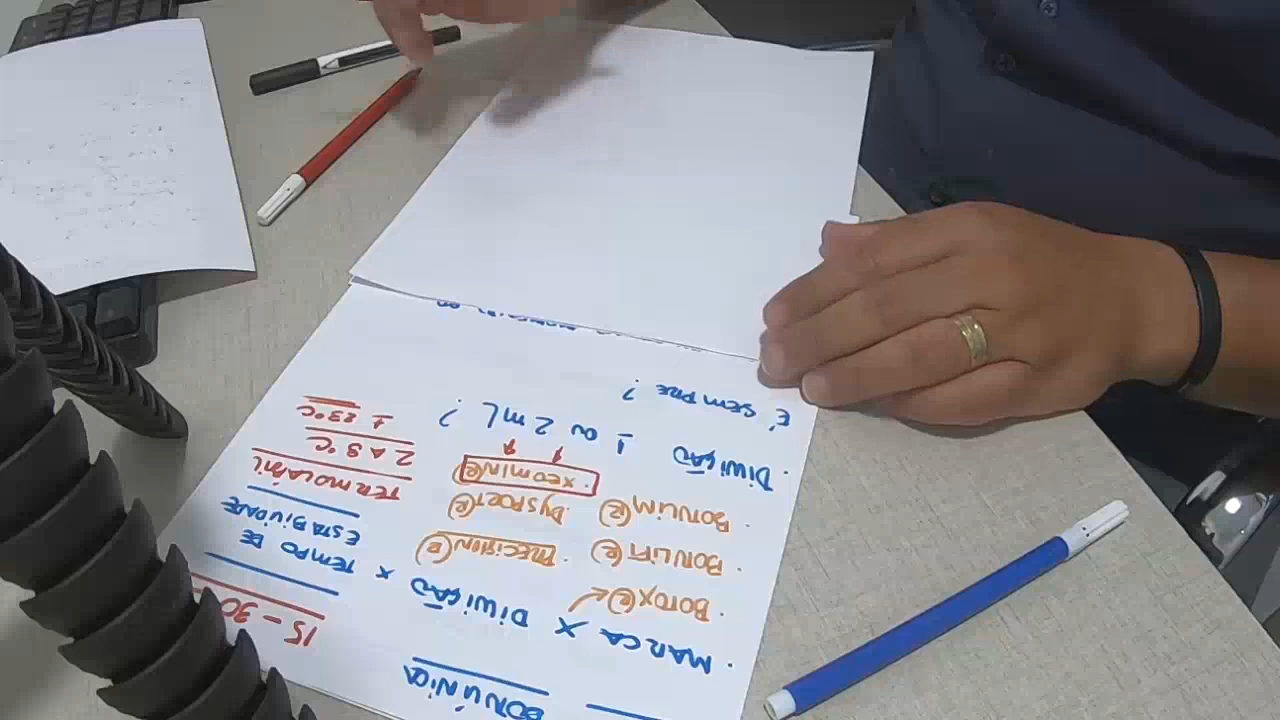 BOTULÍNICA
15 - 30
· MARCA X DILUIÇÃO X TEMPO DE
ESTABILIDADE
· BOTOX ®
· BOTULIFT ®
· BOTULIM ® · DYSPORT ®
· XEOMIN ®
TERMOLÁBIL
2 A 8°C
± 23°C
· DILUIÇÃO 1 ou 2 mL ?
É SEMPRE ?